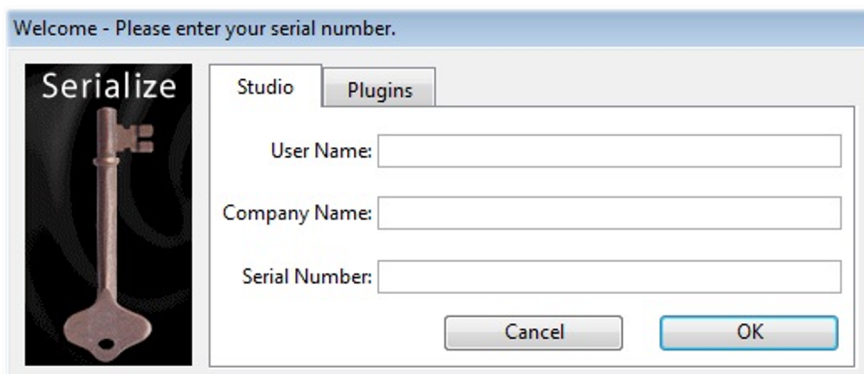 Welcome - Please enter your serial number.
Serialize
Studio
Plugins
User Name:
Company Name:
Serial Number:
Cancel
OK